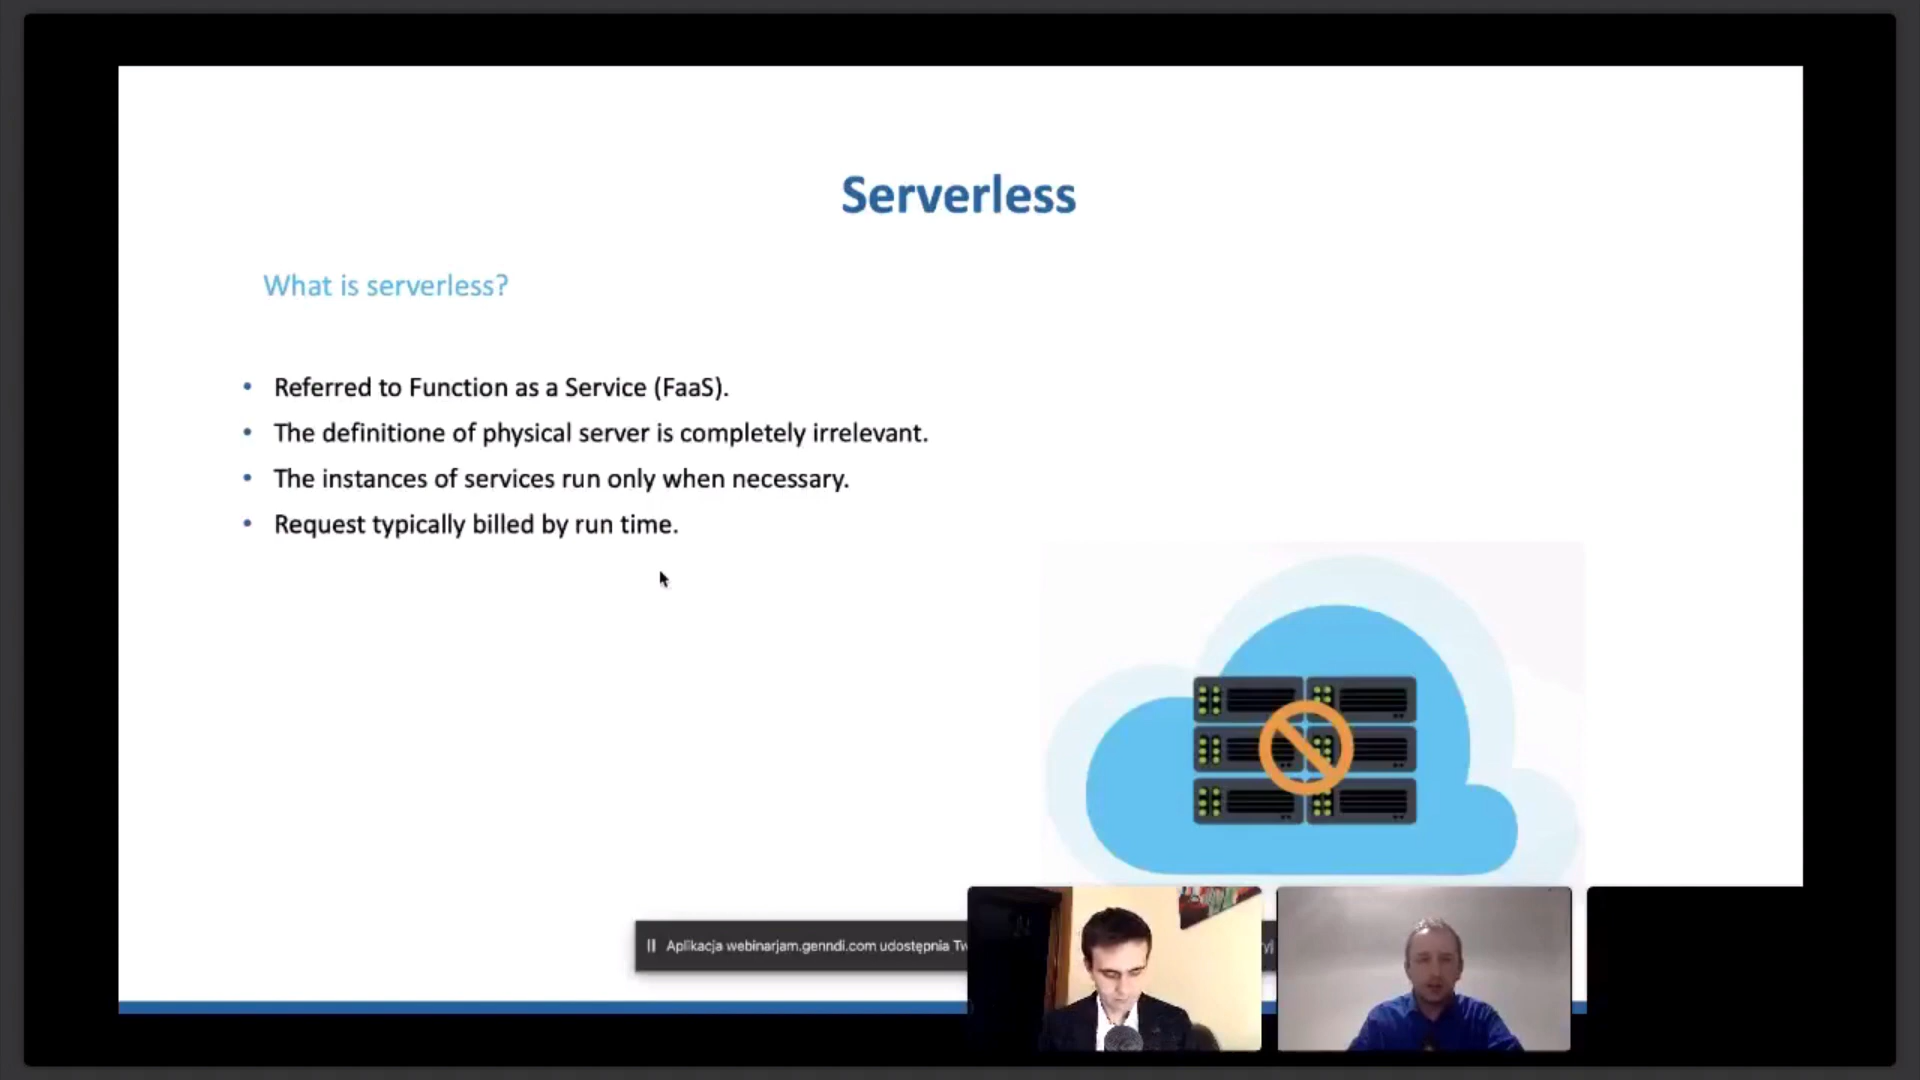 Serverless
What is serverless?
• Referred to Function as a Service (FaaS).
• The definitione of physical server is completely irrelevant.
• The instances of services run only when necessary.
• Request typically billed by run time.
Aplikacja webinarjam.genndi.com udostępnia